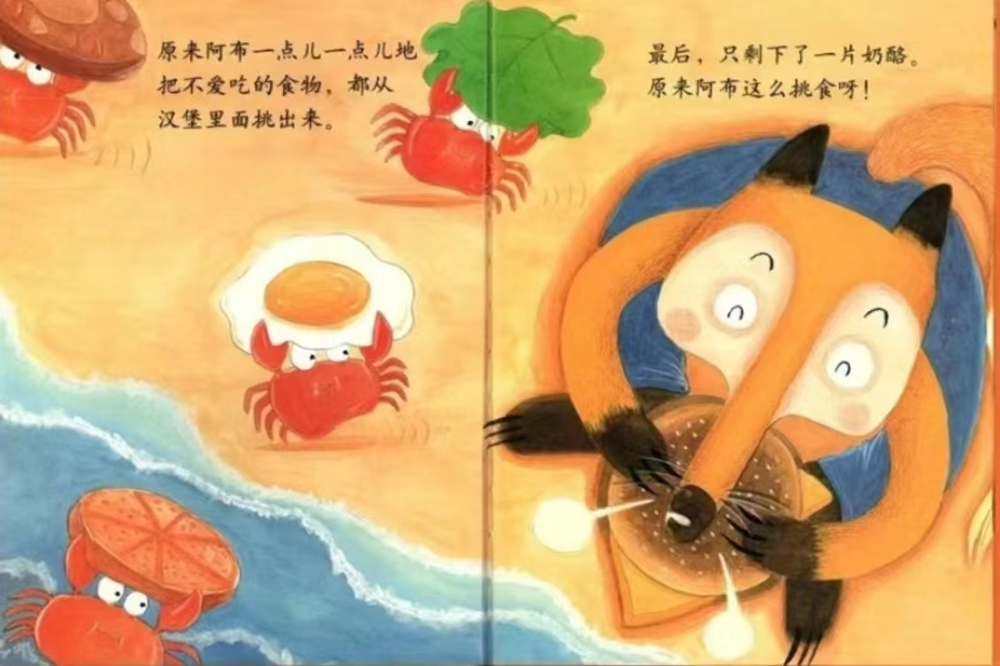 原来阿布一点儿一点儿地
把不爱吃的食物，都从
汉堡里面挑出来。
最后，只剩下了一片奶酪。
原来阿布这么挑食呀！